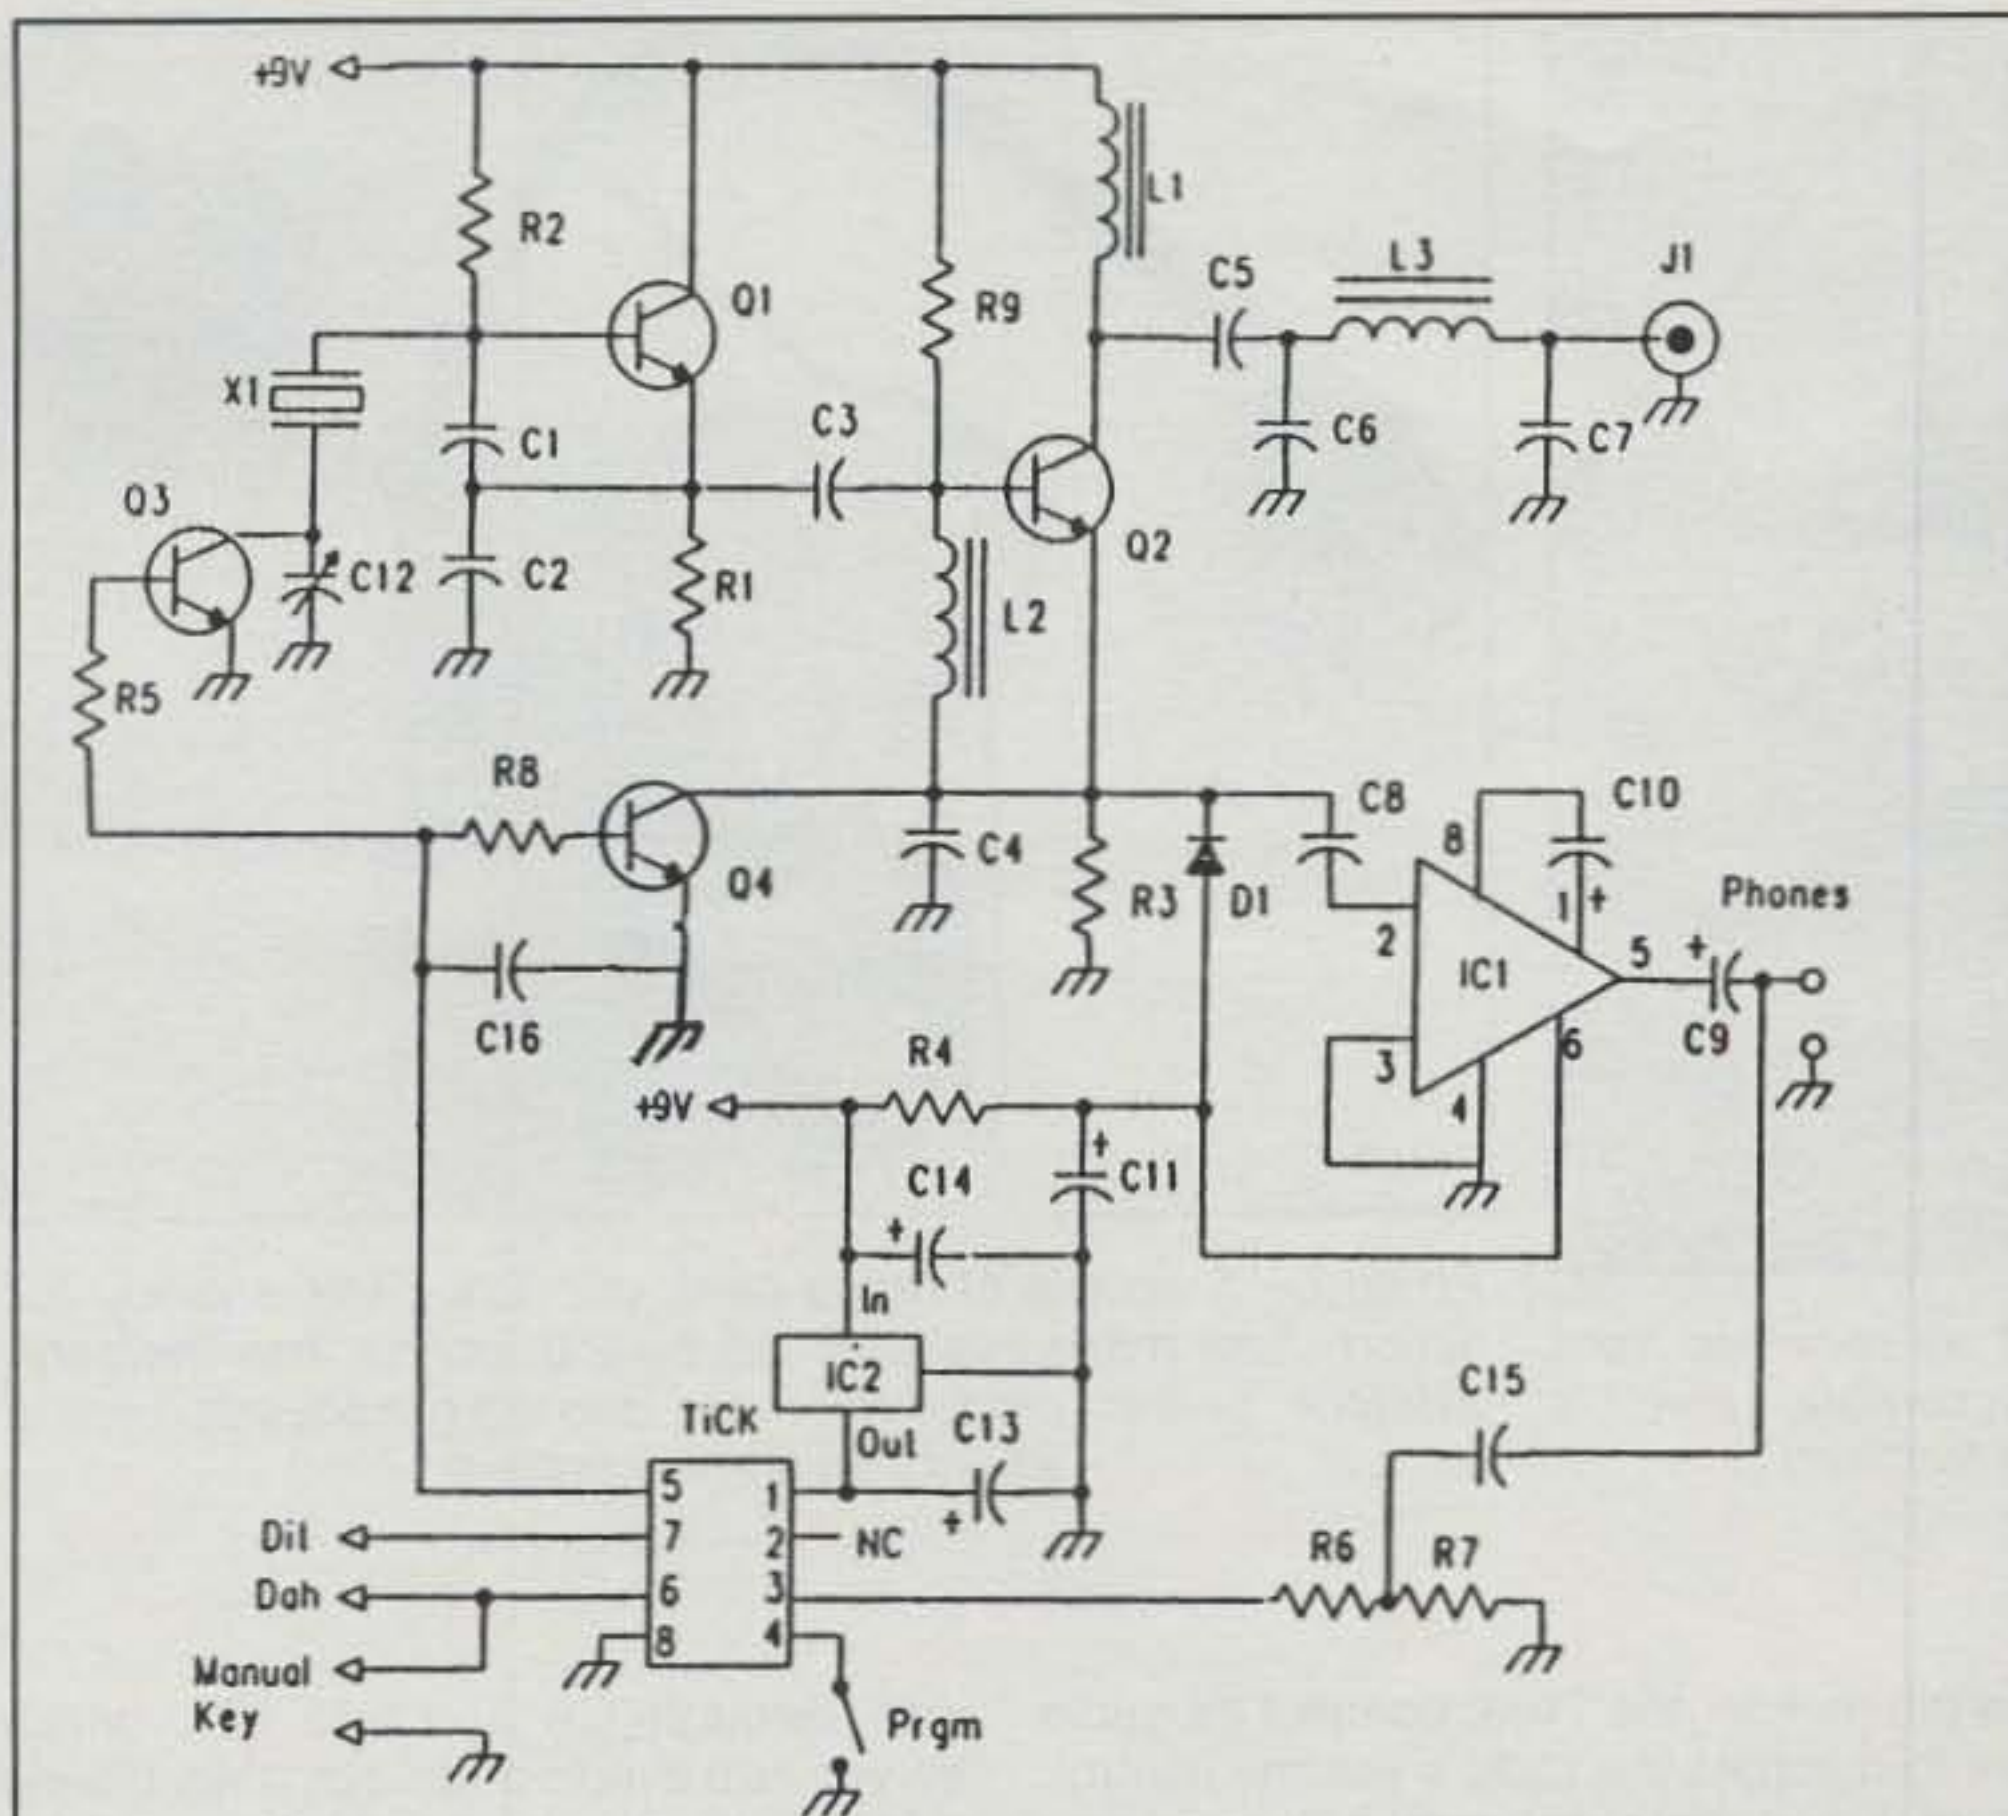 +9V
L1
R2
Q1
R9
C5
L3
J1
X1
C1
C3
C6
C7
Q3
Q2
C12
C2
R1
L2
R5
R8
Q4
C4
R3
D1
C8
8
C10
1
+
Phones
2
IC1
5
+
C9
3
4
6
C16
R4
+9V
+
C11
C14
+
In
IC2
TiCK
Out
C13
+
C15
5
1
Dit
7
2
NC
R6
R7
Dah
6
3
8
4
Manual
Key
Prgm